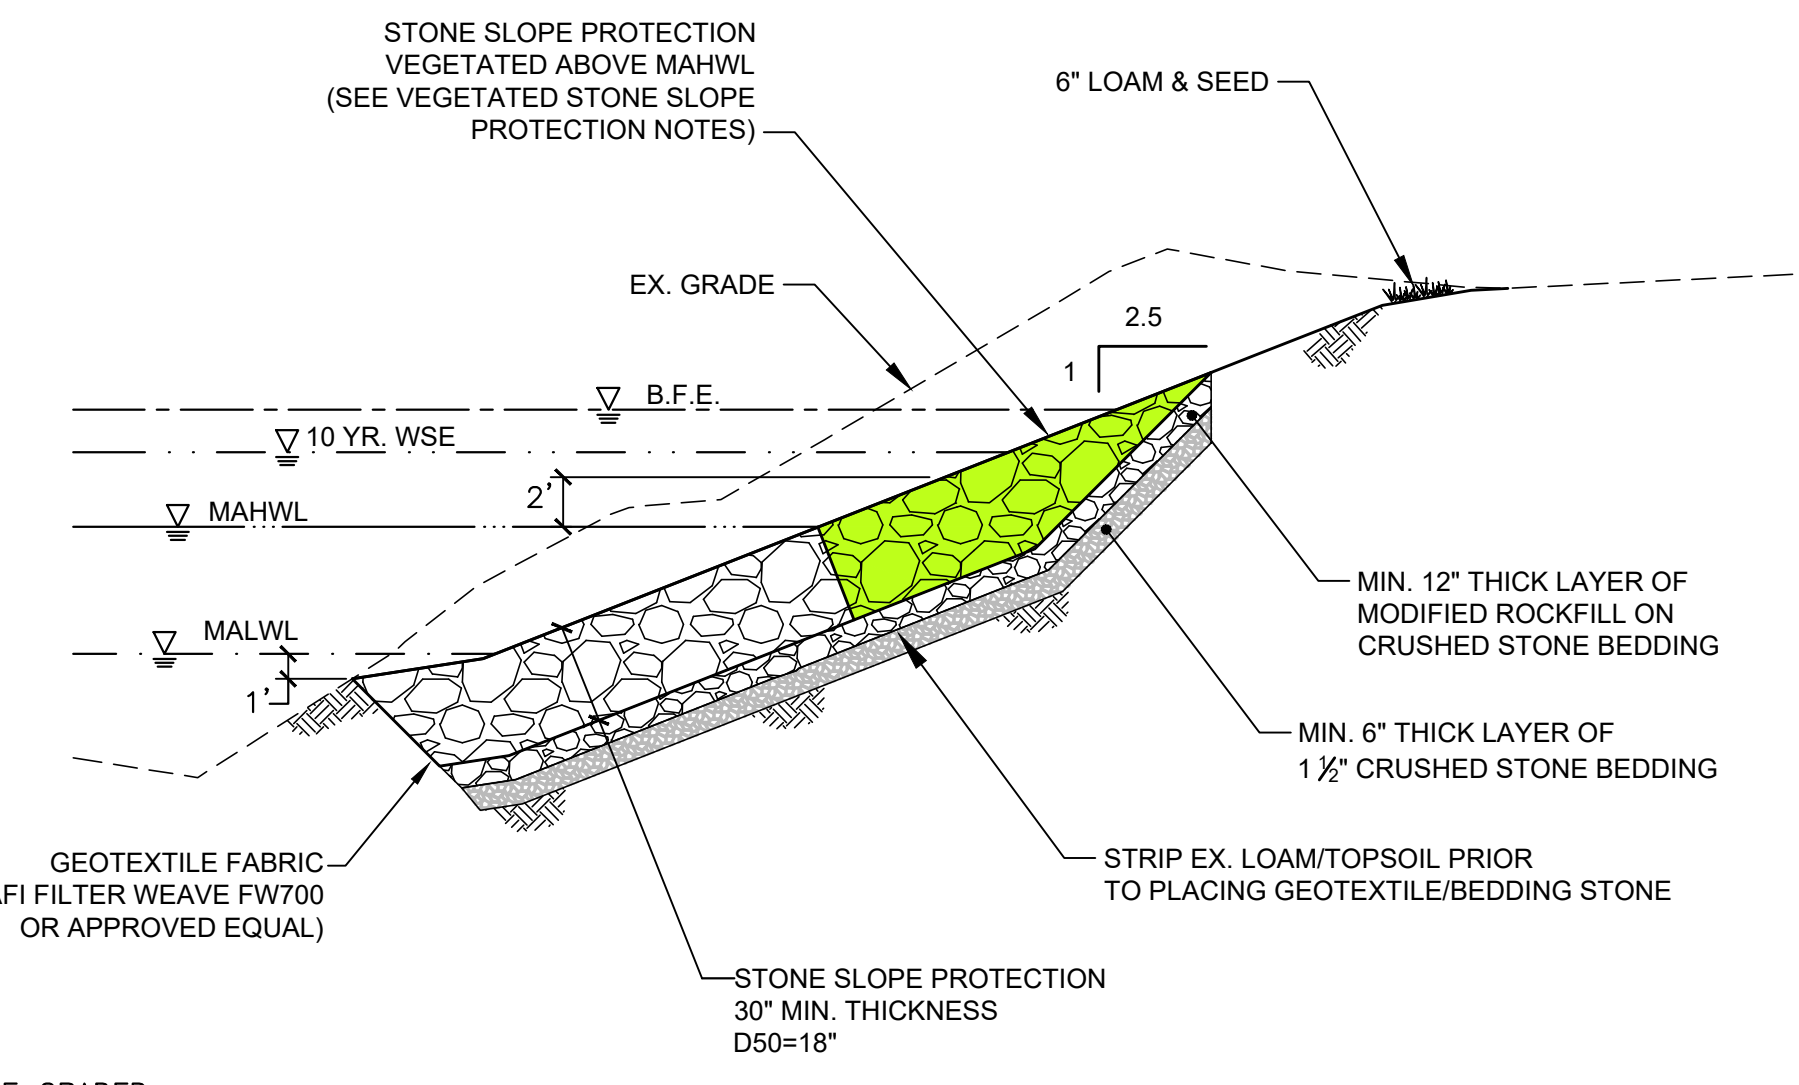 STONE SLOPE PROTECTION
VEGETATED ABOVE MAHWL
(SEE VEGETATED STONE SLOPE
PROTECTION NOTES)
6" LOAM & SEED
EX. GRADE
2.5
1
B.F.E.
10 YR. WSE
2'
MAHWL
MALWL
1'
MIN. 12" THICK LAYER OF
MODIFIED ROCKFILL ON
CRUSHED STONE BEDDING
MIN. 6" THICK LAYER OF
1 ½" CRUSHED STONE BEDDING
GEOTEXTILE FABRIC
AFI FILTER WEAVE FW700
OR APPROVED EQUAL)
STRIP EX. LOAM/TOPSOIL PRIOR
TO PLACING GEOTEXTILE/BEDDING STONE
STONE SLOPE PROTECTION
30" MIN. THICKNESS
D50=18"